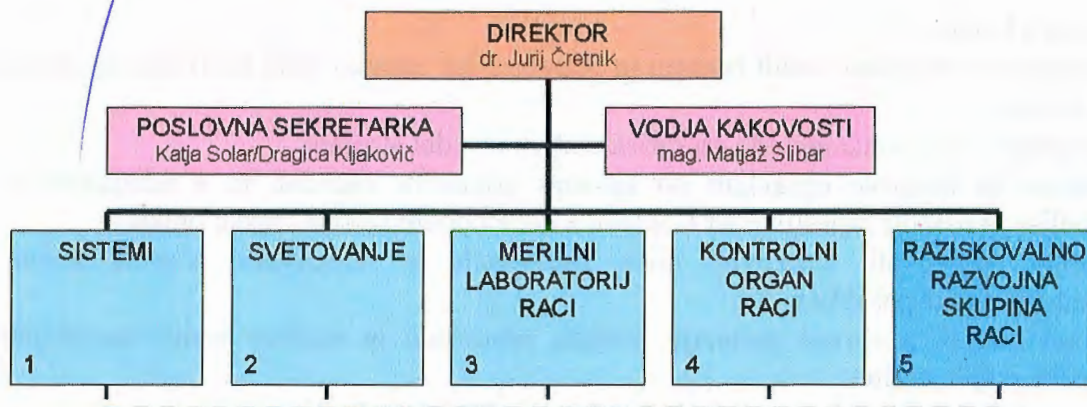 DIREKTOR
dr. Jurij Čretnik
POSLOVNA SEKRETARKA
Katja Solar/Dragica Kljaković
VODJA KAKOVOSTI
mag. Matjaž Šlibar
SISTEMI
1
SVETOVANJE
2
MERILNI
LABORATORIJ
RACI
3
KONTROLNI
ORGAN
RACI
4
RAZISKOVALNO
RAZVOJNA
SKUPINA
RACI
5